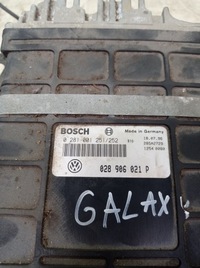 BOSCH
Made in Germany
0 281 001 251/252
028 906 021 P
GALAX